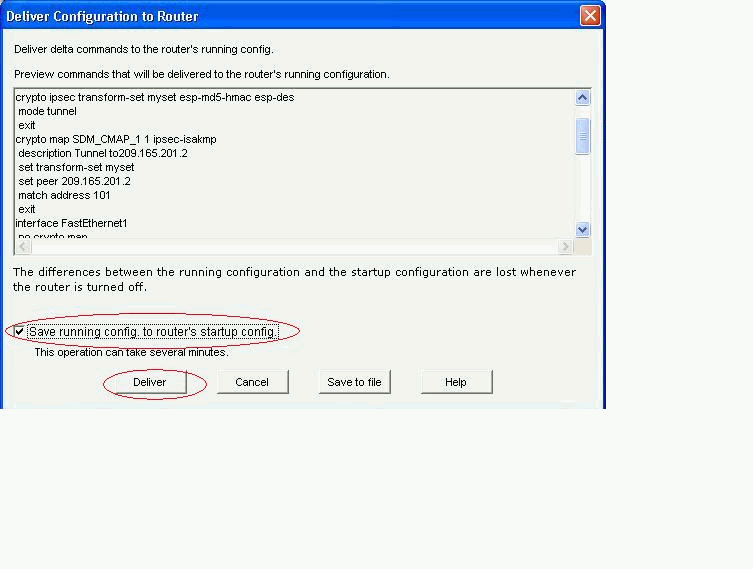 Deliver Configuration to Router
Deliver delta commands to the router's running config.
Preview commands that will be delivered to the router's running configuration.
crypto ipsec transform-set myset esp-md5-hmac esp-des
mode tunnel
exit
crypto map SDM_CMAP_1 1 ipsec-isakmp
description Tunnel to209.165.201.2
set transform-set myset
set peer 209.165.201.2
match address 101
exit
interface FastEthernet1
no crypto map
The differences between the running configuration and the startup configuration are lost whenever
the router is turned off.
Save running config. to router's startup config.
This operation can take several minutes.
Deliver Cancel Save to file Help